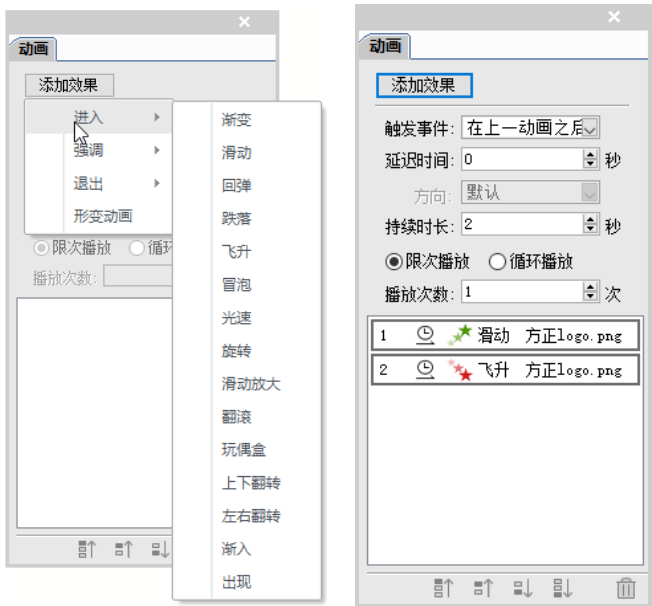 动画
添加效果
进入
强调
退出
形变动画
限次播放
播放次数:
渐变
滑动
回弹
跌落
飞升
冒泡
光速
旋转
滑动放大
翻滚
玩偶盒
上下翻转
左右翻转
渐入
出现
动画
添加效果
触发事件: 在上一动画之后
延迟时间: 0 秒
方向: 默认
持续时长: 2 秒
限次播放 循环播放
播放次数: 1 次
1 滑动 方正logo.png
2 飞升 方正logo.png